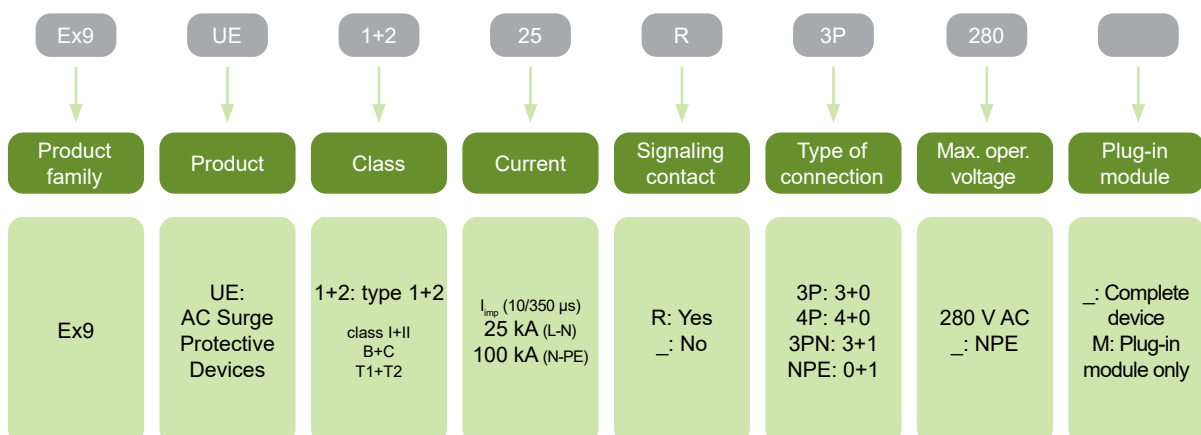 Ex9
UE
1+2
25
R
3P
280
Product
family
Product
Class
Current
Signaling
contact
Type of
connection
Max. oper.
voltage
Plug-in
module
Ex9
UE:
AC Surge
Protective
Devices
1+2: type 1+2
class I+II
B+C
T1+T2
Iimp (10/350 µs)
25 kA (L-N)
100 kA (N-PE)
R: Yes
_: No
3P: 3+0
4P: 4+0
3PN: 3+1
NPE: 0+1
280 V AC
_: NPE
_: Complete
device
M: Plug-in
module only